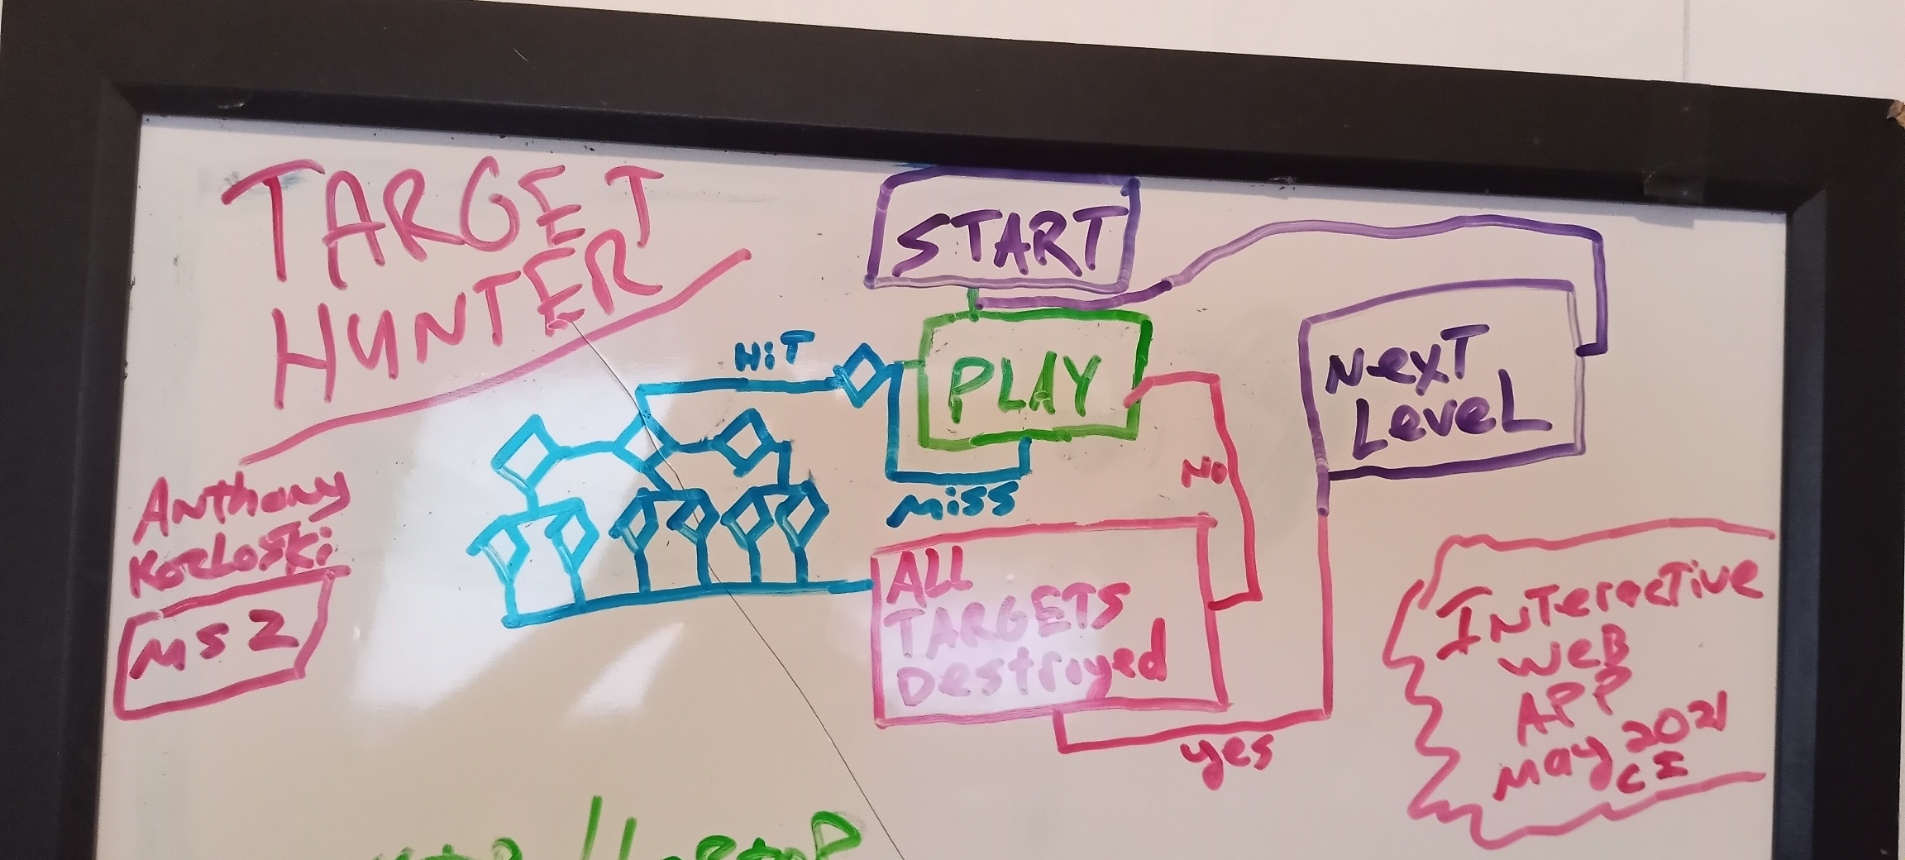 TARGET
HUNTER
Anthony
Kozloski
MS2
START
PLAY
HiT
Miss
No
ALL
TARGETS
Destroyed
yes
NexT
LeveL
INTeracTive
WeB
APP
May 2021
CI